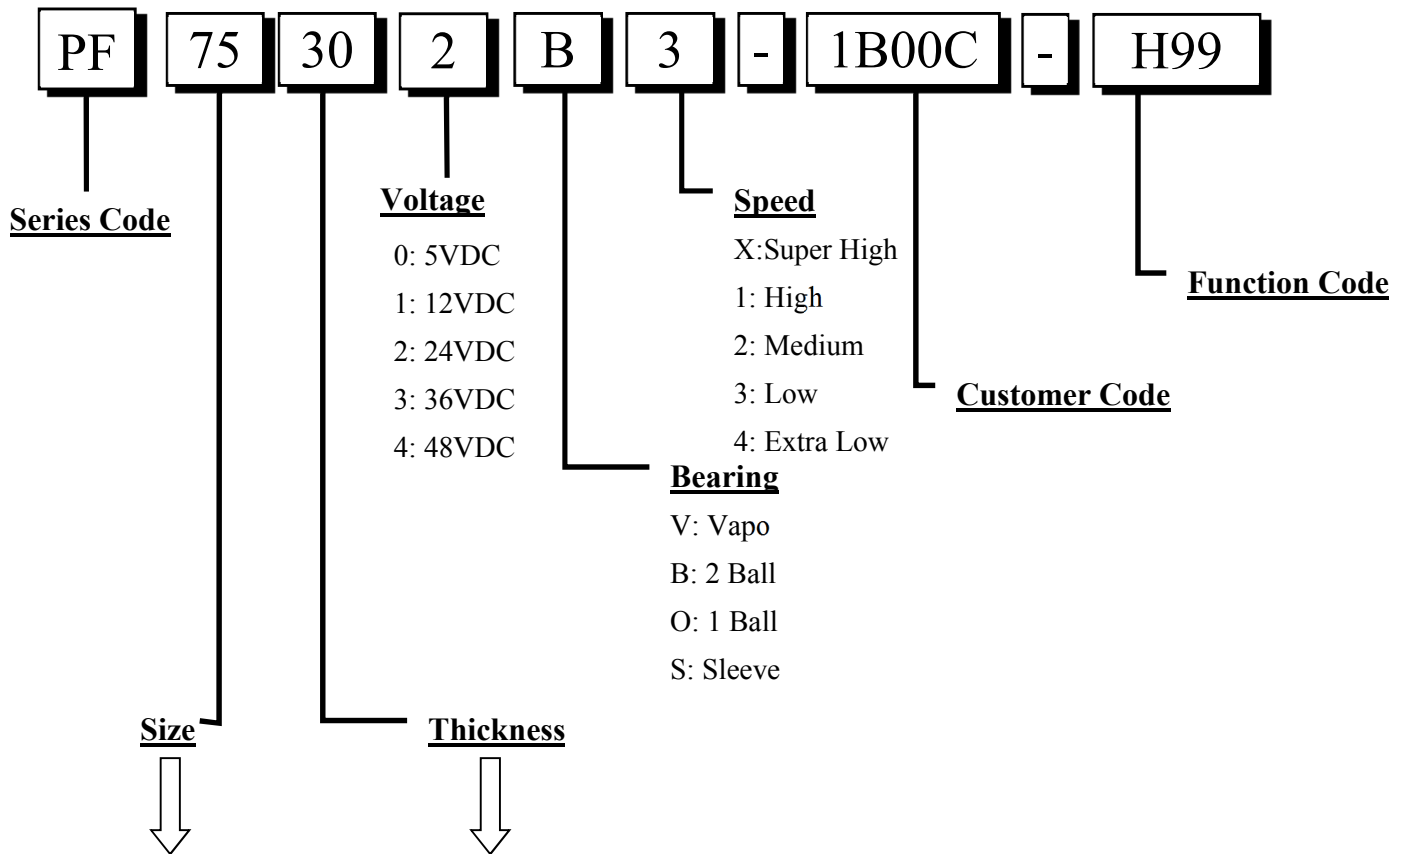 PF 75 30 2 B 3 - 1B00C - H99
Series Code
Voltage
0: 5VDC
1: 12VDC
2: 24VDC
3: 36VDC
4: 48VDC
Speed
X:Super High
1: High
2: Medium
3: Low
4: Extra Low
Function Code
Customer Code
Bearing
V: Vapo
B: 2 Ball
O: 1 Ball
S: Sleeve
Size
Thickness